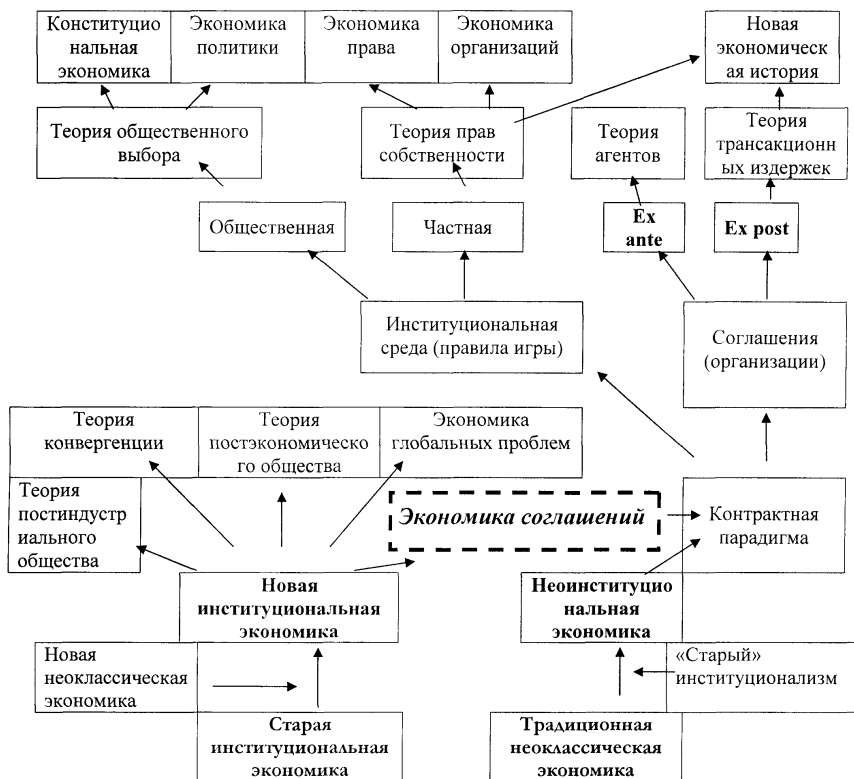 Конституцио
нальная
экономика
Экономика
политики
Экономика
права
Экономика
организаций
Новая
экономическ
ая история
Теория общественного
выбора
Теория прав
собственности
Теория
агентов
Теория
трансакционн
ых издержек
Общественная
Частная
Ex
ante
Ex post
Институциональная
среда (правила игры)
Соглашения
(организации)
Теория
конвергенции
Теория
постэкономическо
го общества
Экономика
глобальных проблем
Теория
постиндустр
иального
общества
Экономика соглашений
Контрактная
парадигма
Новая
институциональная
экономика
Неоинституцио
нальная
экономика
Новая
неоклассическая
экономика
«Старый»
институционализм
Старая
институциональная
экономика
Традиционная
неоклассическая
экономика